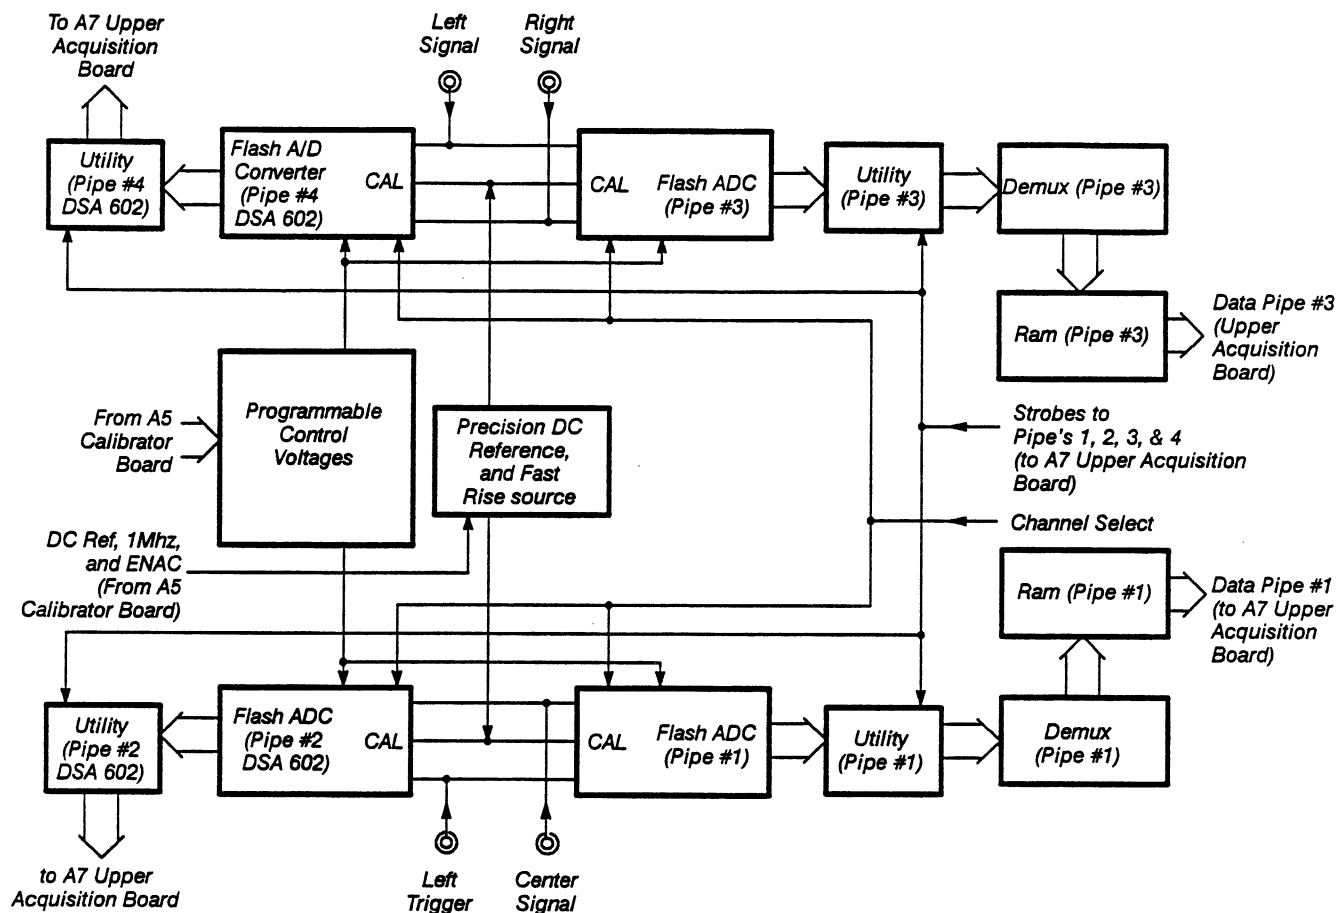 To A7 Upper
Acquisition
Board
Left
Signal
Right
Signal
Utility
(Pipe #4
DSA 602)
Flash A/D
Converter
(Pipe #4
DSA 602)
CAL
CAL
Flash ADC
(Pipe #3)
Utility
(Pipe #3)
Demux (Pipe #3)
Ram (Pipe #3)
Data Pipe #3
(Upper
Acquisition
Board)
From A5
Calibrator
Board
Programmable
Control
Voltages
Precision DC
Reference,
and Fast
Rise source
Strobes to
Pipe's 1, 2, 3, & 4
(to A7 Upper Acquisition
Board)
Channel Select
DC Ref, 1Mhz,
and ENAC
(From A5
Calibrator Board)
Ram (Pipe #1)
Data Pipe #1
(to A7 Upper
Acquisition
Board)
Utility
(Pipe #2
DSA 602)
Flash ADC
(Pipe #2
DSA 602)
CAL
CAL
Flash ADC
(Pipe #1)
Utility
(Pipe #1)
Demux
(Pipe #1)
to A7 Upper
Acquisition Board
Left
Trigger
Center
Signal